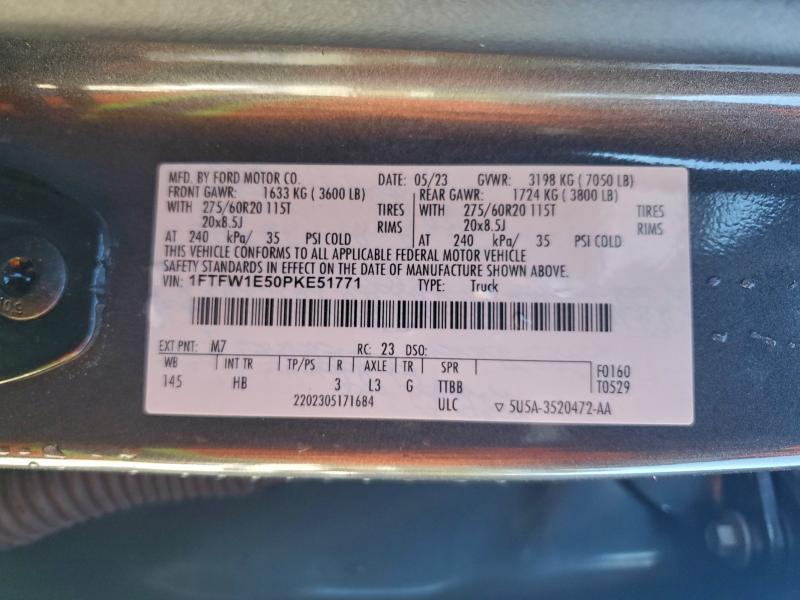 MFD. BY FORD MOTOR CO. DATE: 05/23 GVWR: 3198 KG (7050 LB)
FRONT GAWR: 1633 KG (3600 LB) REAR GAWR: 1724 KG (3800 LB)
WITH 275/60R20 115T TIRES WITH 275/60R20 115T TIRES
20x8.5J RIMS 20x8.5J RIMS
AT 240 kPa/ 35 PSI COLD AT 240 kPa/ 35 PSI COLD
THIS VEHICLE CONFORMS TO ALL APPLICABLE FEDERAL MOTOR VEHICLE
SAFETY STANDARDS IN EFFECT ON THE DATE OF MANUFACTURE SHOWN ABOVE.
VIN: 1FTFW1E50PKE51771 TYPE: Truck
EXT PNT: M7 RC: 23 DSO:
WB INT TR TP/PS R AXLE TR SPR F0160
145 HB 3 L3 G TTBB T0529
2202305171684 ULC ▽ 5U5A-3520472-AA